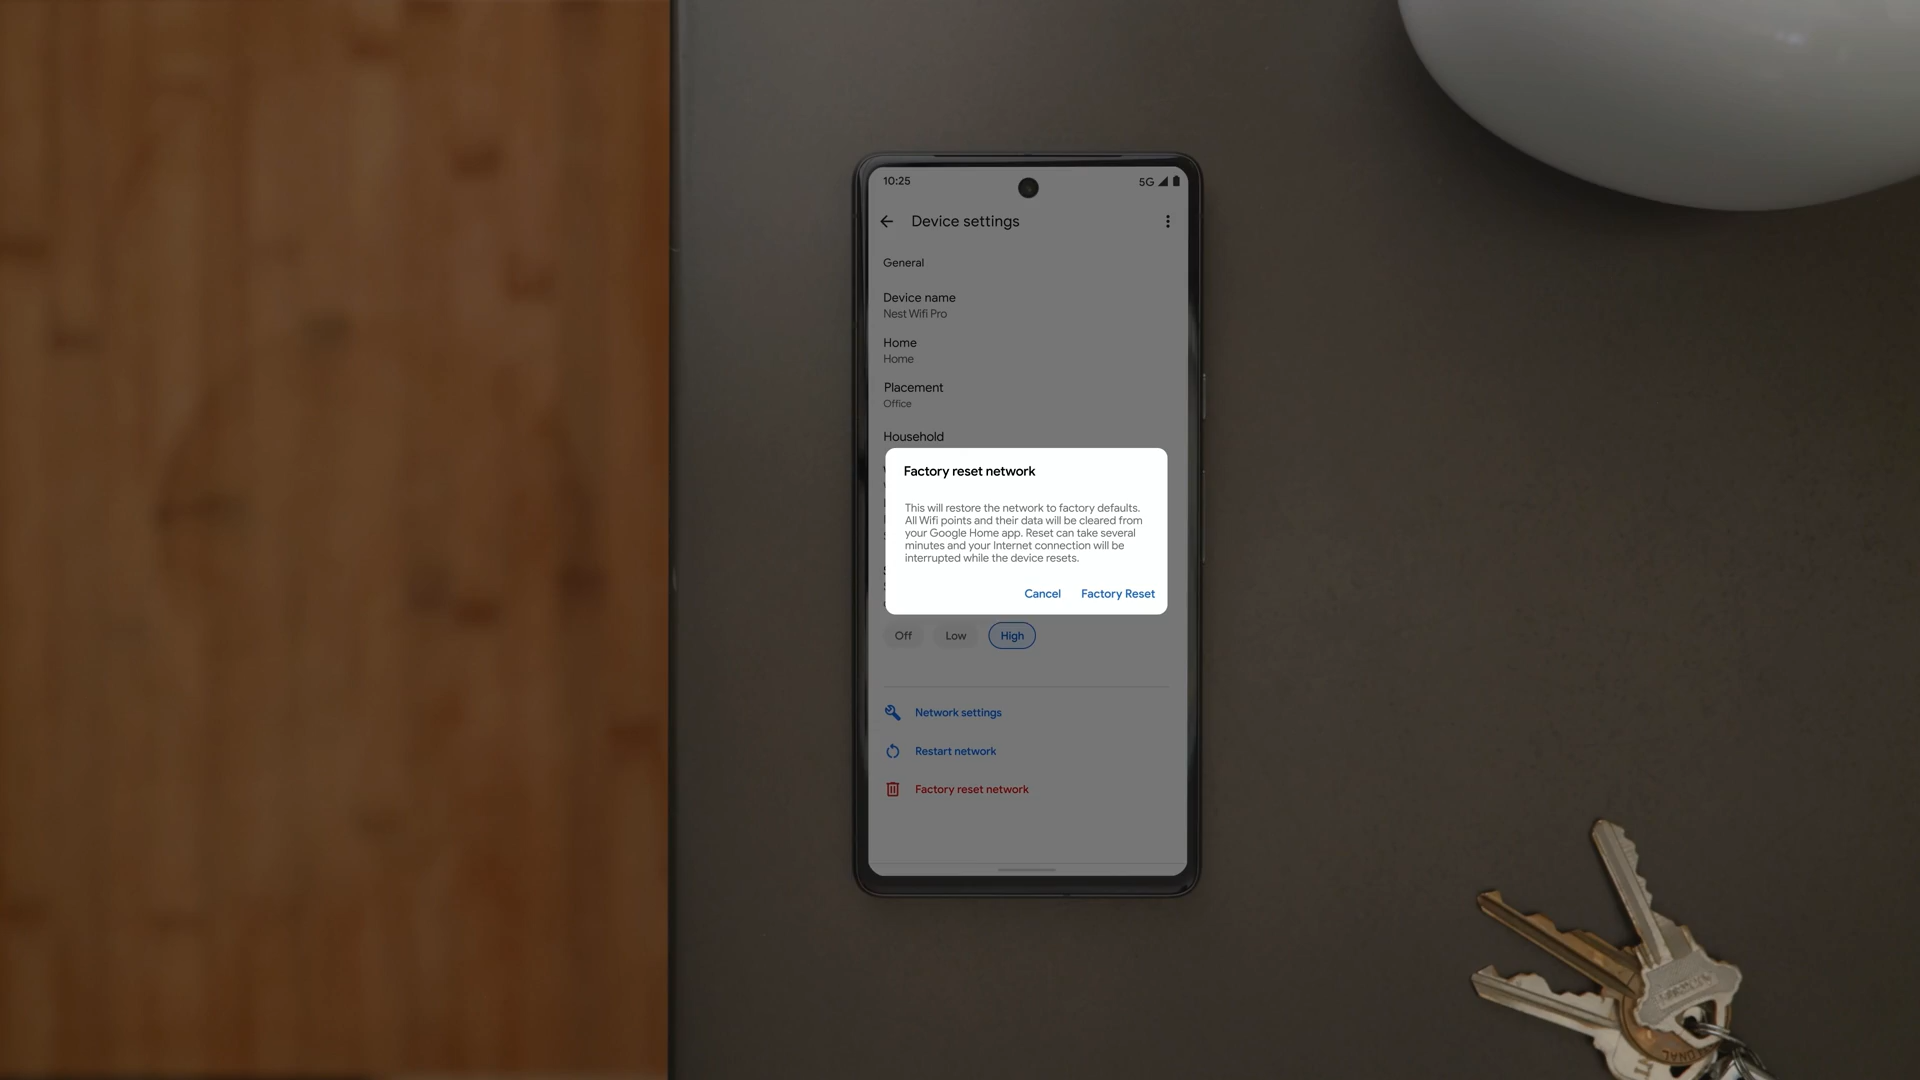 10:25
5G
Device settings
General
Device name
Nest Wifi Pro
Home
Home
Placement
Office
Household
Factory reset network
This will restore the network to factory defaults.
All Wifi points and their data will be cleared from
your Google Home app. Reset can take several
minutes and your Internet connection will be
interrupted while the device resets.
Cancel Factory Reset
Off Low High
Network settings
Restart network
Factory reset network